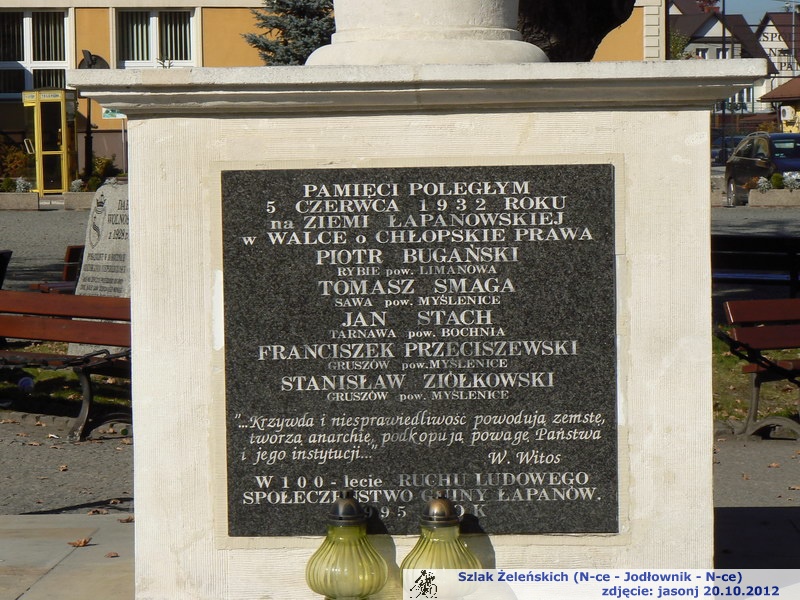 PAMIĘCI POLEGŁYM
5 CZERWCA 1932 ROKU
na ZIEMI ŁAPANOWSKIEJ
w WALCE o CHŁOPSKIE PRAWA
PIOTR BUGAŃSKI
RYBIE pow. LIMANOWA
TOMASZ SMAGA
SAWA pow. MYŚLENICE
JAN STACH
TARNAWA pow. BOCHNIA
FRANCISZEK PRZECISZEWSKI
GRUSZÓW pow. MYŚLENICE
STANISŁAW ZIÓŁKOWSKI
GRUSZÓW pow. MYŚLENICE
"...Krzywda i niesprawiedliwość powodują zemstę,
tworzą anarchię, podkopują powagę Państwa
i jego instytucji..."
W. Witos
W 100-lecie RUCHU LUDOWEGO
SPOŁECZEŃSTWO GMINY ŁAPANÓW.
1995 ROK
Szlak Żeleńskich (N-ce - Jodłownik - N-ce)
zdjęcie: jasonj 20.10.2012